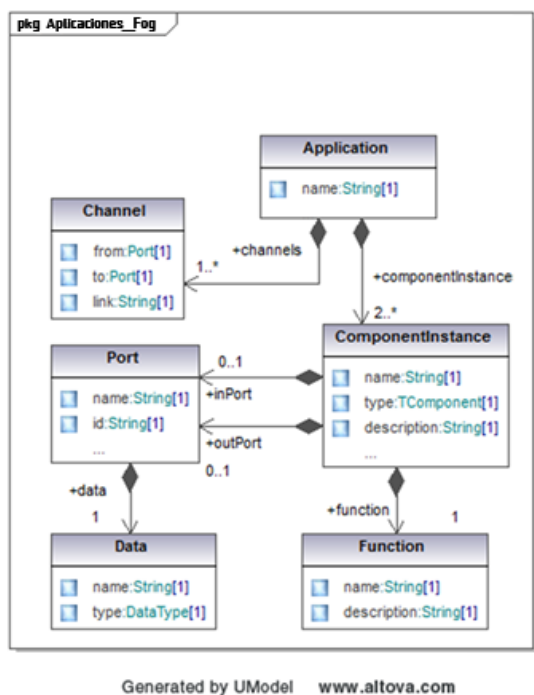 pkg Aplicaciones_Fog
Application
name:String[1]
Channel
from:Port[1]
to:Port[1]
link:String[1]
+channels
1..*
+componentInstance
2..*
ComponentInstance
name:String[1]
type:TComponent[1]
description:String[1]
...
Port
name:String[1]
id:String[1]
...
0..1
+inPort
+outPort
0..1
+data
1
+function
1
Data
name:String[1]
type:DataType[1]
Function
name:String[1]
description:String[1]
Generated by UModel www.altova.com